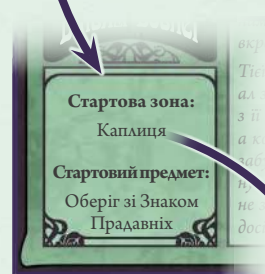 Стартова зона:
Каплиця
Стартовий предмет:
Оберіг зі Знаком
Прадавніх